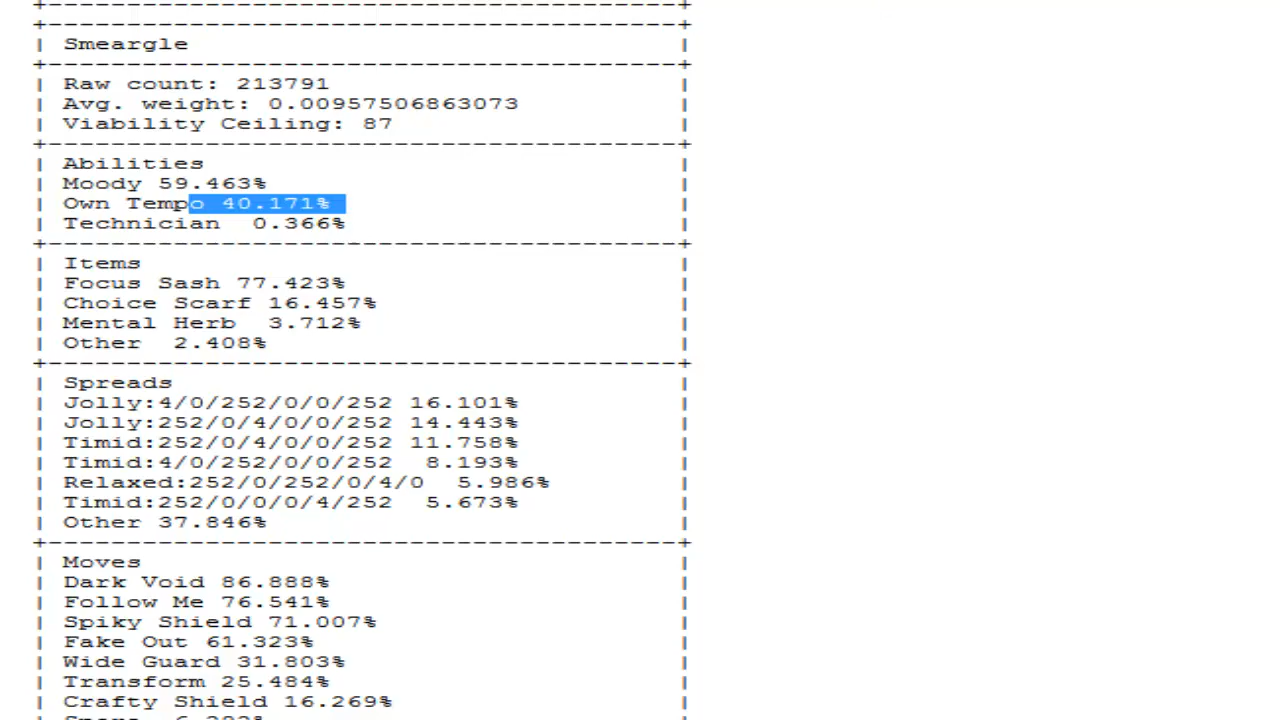 +----------------------------------------+
+----------------------------------------+
| Smeargle |
+----------------------------------------+
| Raw count: 213791 |
| Avg. weight: 0.00957506863073 |
| Viability Ceiling: 87 |
+----------------------------------------+
| Abilities |
| Moody 59.463% |
| Own Tempo 40.171% |
| Technician 0.366% |
+----------------------------------------+
| Items |
| Focus Sash 77.423% |
| Choice Scarf 16.457% |
| Mental Herb 3.712% |
| Other 2.408% |
+----------------------------------------+
| Spreads |
| Jolly:4/0/252/0/0/252 16.101% |
| Jolly:252/0/4/0/0/252 14.443% |
| Timid:252/0/4/0/0/252 11.758% |
| Timid:4/0/252/0/0/252 8.193% |
| Relaxed:252/0/252/0/4/0 5.986% |
| Timid:252/0/0/0/4/252 5.673% |
| Other 37.846% |
+----------------------------------------+
| Moves |
| Dark Void 86.888% |
| Follow Me 76.541% |
| Spiky Shield 71.007% |
| Fake Out 61.323% |
| Wide Guard 31.803% |
| Transform 25.484% |
| Crafty Shield 16.269% |